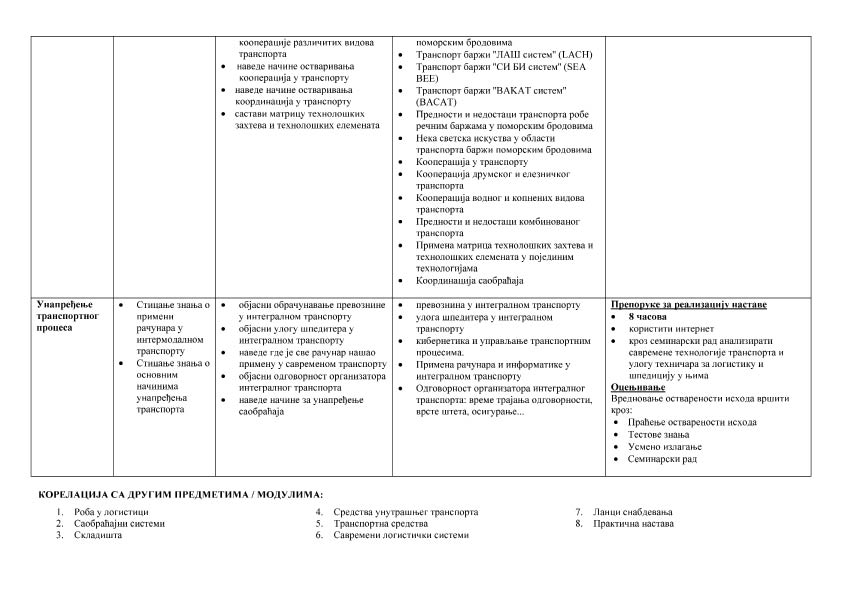 кооперације различитих видова
транспорта
• наведе начине остваривања
кооперација у транспорту
• наведе начине остваривања
координација у транспорту
• састави матрицу технолошких
захтева и технолошких елемената
поморским бродовима
• Транспорт баржи "ЛАШ систем" (LACH)
• Транспорт баржи "СИ БИ систем" (SEA
BEE)
• Транспорт баржи "BAKAT систем"
(BACAT)
• Предности и недостаци транспорта робе
речним баржама у поморским бродовима
• Нека светска искуства у области
транспорта баржи поморским бродовима
• Кооперација у транспорту
• Кооперација друмског и елезничког
транспорта
• Кооперација водног и копнених видова
транспорта
• Предности и недостаци комбинованог
транспорта
• Примена матрица технолошких захтева и
технолошких елемената у појединим
технологијама
• Координација саобраћаја
Унапређење
транспортног
процеса
• Стицање знања о
примени
рачунара у
интермодалном
транспорту
• Стицање знања о
основним
начинима
унапређења
транспорта
• објасни обрачунавање превознине
у интегралном транспорту
• објасни улогу шпедитера у
интегралном транспорту
• наведе где је све рачунар нашао
примену у савременом транспорту
• објасни одговорност организатора
интегралног транспорта
• наведе начине за унапређење
саобраћаја
• превознина у интегралном транспорту
• улога шпедитера у интегралном
транспорту
• кибернетика и управљање транспортним
процесима.
• Примена рачунара и информатике у
интегралном транспорту
• Одговорност организатора интегралног
транспорта: време трајања одговорности,
врсте штета, осигурање...
Препоруке за реализацију наставе
• 8 часова
• користити интернет
• кроз семинарски рад анализирати
савремене технологије транспорта и
улогу техничара за логистику и
шпедицију у њима
Оцењивање
Вредновање остварености исхода вршити
кроз:
• Праћење остварености исхода
• Тестове знања
• Усмено излагање
• Семинарски рад
КОРЕЛАЦИЈА СА ДРУГИМ ПРЕДМЕТИМА / МОДУЛИМА:
1. Роба у логистици
2. Саобраћајни системи
3. Складишта
4. Средства унутрашњег транспорта
5. Транспортна средства
6. Савремени логистички системи
7. Ланци снабдевања
8. Практична настава